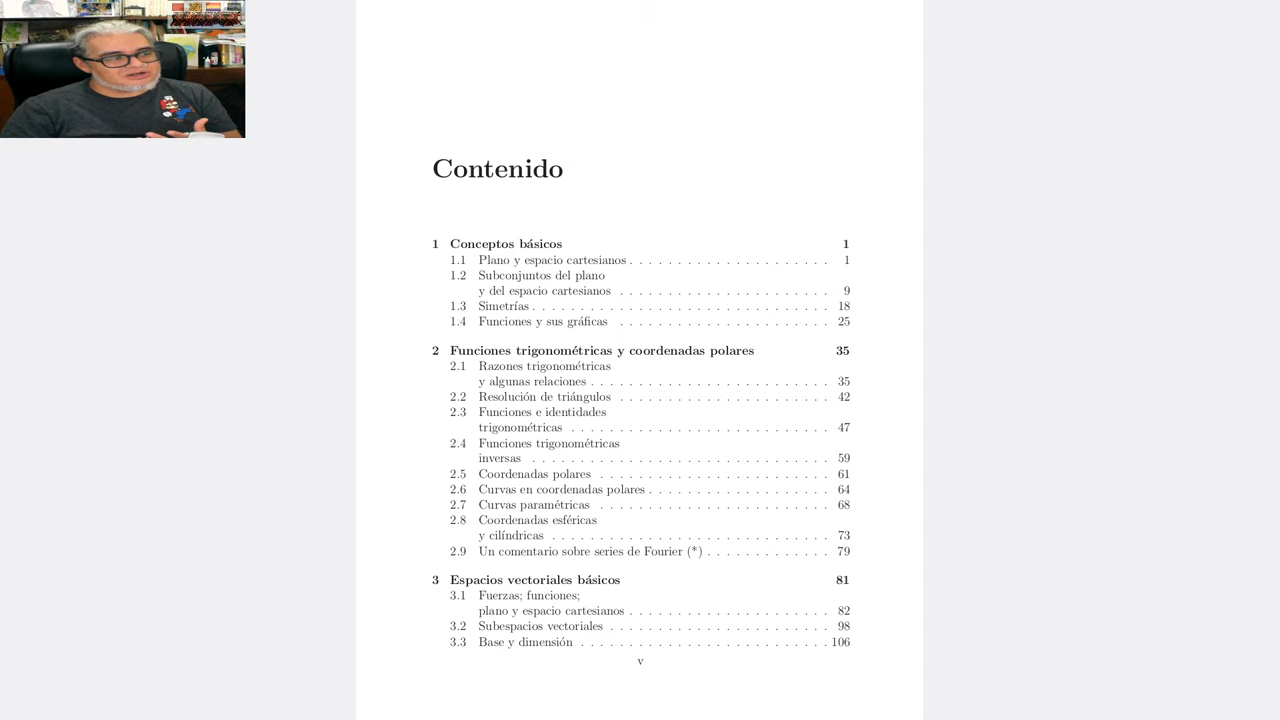 Contenido
1 Conceptos básicos 1
1.1 Plano y espacio cartesianos . . . . . . . . . . . . . . . . . . . . . 1
1.2 Subconjuntos del plano
y del espacio cartesianos . . . . . . . . . . . . . . . . . . . . . . 9
1.3 Simetrías . . . . . . . . . . . . . . . . . . . . . . . . . . . . . . . 18
1.4 Funciones y sus gráficas . . . . . . . . . . . . . . . . . . . . . . 25
2 Funciones trigonométricas y coordenadas polares 35
2.1 Razones trigonométricas
y algunas relaciones . . . . . . . . . . . . . . . . . . . . . . . . . 35
2.2 Resolución de triángulos . . . . . . . . . . . . . . . . . . . . . . 42
2.3 Funciones e identidades
trigonométricas . . . . . . . . . . . . . . . . . . . . . . . . . . . 47
2.4 Funciones trigonométricas
inversas . . . . . . . . . . . . . . . . . . . . . . . . . . . . . . . 59
2.5 Coordenadas polares . . . . . . . . . . . . . . . . . . . . . . . . 61
2.6 Curvas en coordenadas polares . . . . . . . . . . . . . . . . . . . 64
2.7 Curvas paramétricas . . . . . . . . . . . . . . . . . . . . . . . . 68
2.8 Coordenadas esféricas
y cilíndricas . . . . . . . . . . . . . . . . . . . . . . . . . . . . . 73
2.9 Un comentario sobre series de Fourier (*) . . . . . . . . . . . . . 79
3 Espacios vectoriales básicos 81
3.1 Fuerzas; funciones;
plano y espacio cartesianos . . . . . . . . . . . . . . . . . . . . . 82
3.2 Subespacios vectoriales . . . . . . . . . . . . . . . . . . . . . . . 98
3.3 Base y dimensión . . . . . . . . . . . . . . . . . . . . . . . . . . 106
v